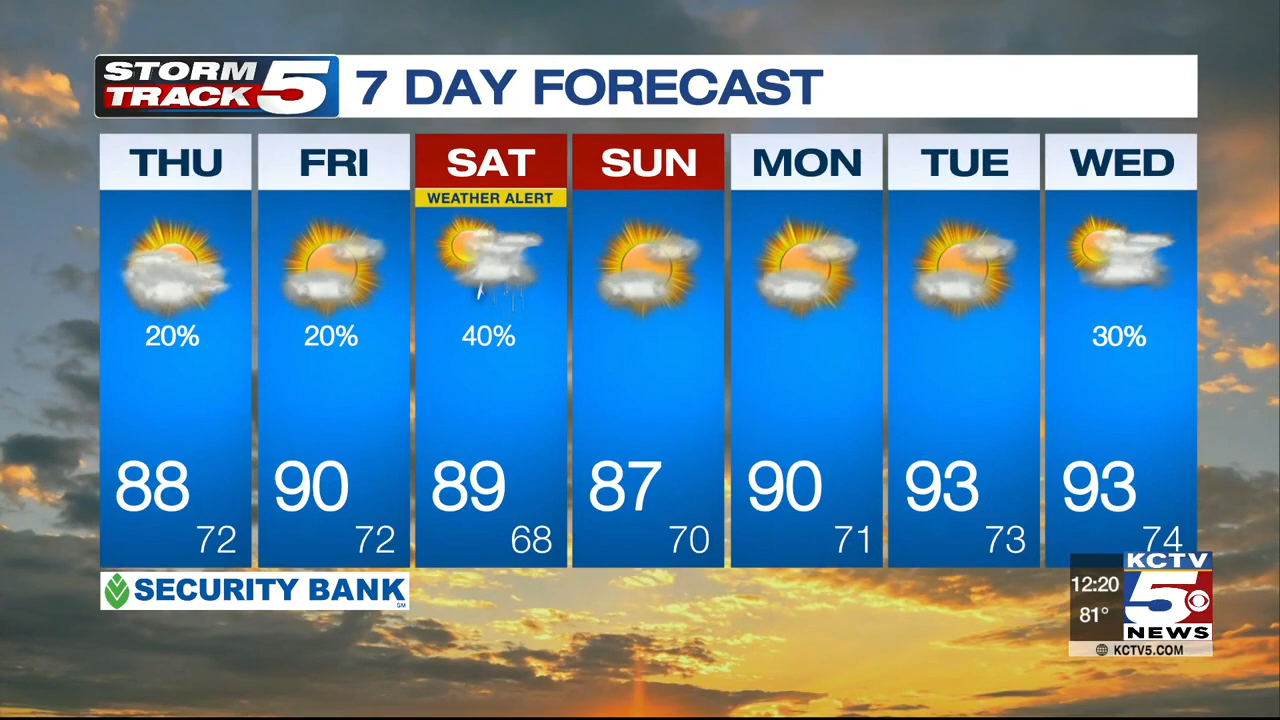 STORM
TRACK 5
7 DAY FORECAST
THU FRI SAT SUN MON TUE WED
WEATHER ALERT
20% 20% 40% 30%
88 90 89 87 90 93 93
72 72 68 70 71 73 74
SECURITY BANK SM
12:20
81°
KCTV
5
NEWS
KCTV5.COM